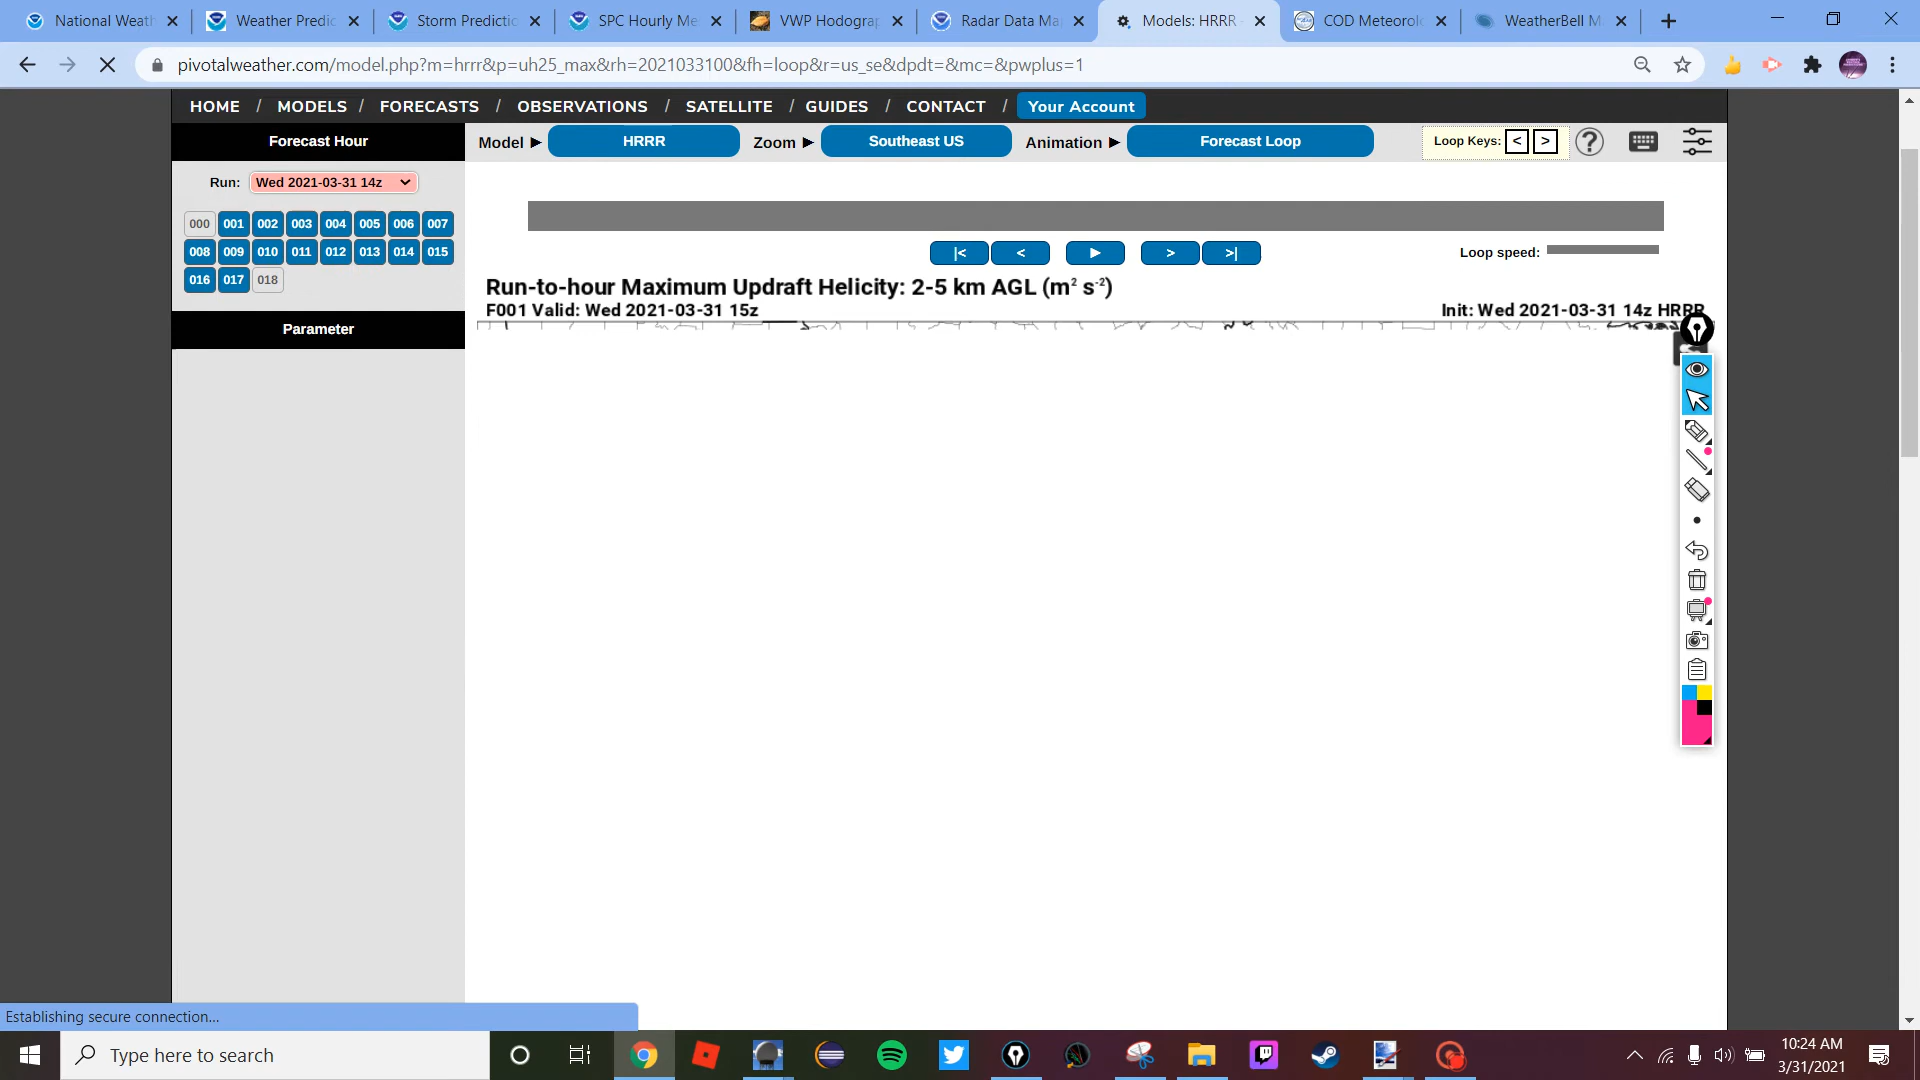 National Weath
Weather Predic
Storm Predictio
SPC Hourly Me
VWP Hodogra
Radar Data Ma
Models: HRRR
COD Meteorol
WeatherBell M
pivotalweather.com/model.php?m=hrrr&p=uh25_max&rh=2021033100&fh=loop&r=us_se&dpdt=&mc=&pwplus=1
HOME / MODELS / FORECASTS / OBSERVATIONS / SATELLITE / GUIDES / CONTACT / Your Account
Forecast Hour
Model ▶ HRRR Zoom ▶ Southeast US Animation ▶ Forecast Loop Loop Keys: < > ?
Run: Wed 2021-03-31 14z
000 001 002 003 004 005 006 007
008 009 010 011 012 013 014 015
016 017 018
|< < ▶ > >| Loop speed:
Run-to-hour Maximum Updraft Helicity: 2-5 km AGL (m² s⁻²)
F001 Valid: Wed 2021-03-31 15z
Init: Wed 2021-03-31 14z HRRR
Parameter
Establishing secure connection...
Type here to search
10:24 AM
3/31/2021